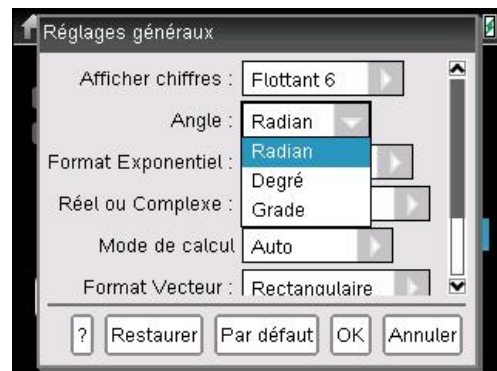 Réglages généraux
Afficher chiffres : Flottant 6
Angle : Radian
Radian
Format Exponentiel :
Degré
Réel ou Complexe :
Grade
Mode de calcul Auto
Format Vecteur : Rectangulaire
? Restaurer Par défaut OK Annuler